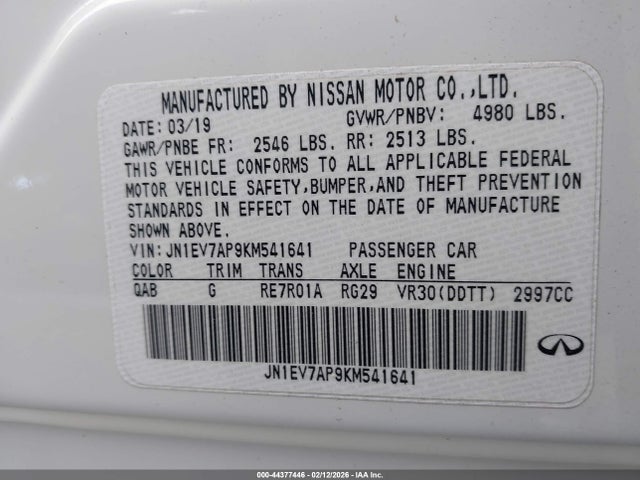 MANUFACTURED BY NISSAN MOTOR CO.,LTD.
DATE: 03/19 GVWR/PNBV: 4980 LBS.
GAWR/PNBE FR: 2546 LBS. RR: 2513 LBS.
THIS VEHICLE CONFORMS TO ALL APPLICABLE FEDERAL
MOTOR VEHICLE SAFETY,BUMPER,AND THEFT PREVENTION
STANDARDS IN EFFECT ON THE DATE OF MANUFACTURE
SHOWN ABOVE.
VIN: JN1EV7AP9KM541641 PASSENGER CAR
COLOR TRIM TRANS AXLE ENGINE
QAB G RE7R01A RG29 VR30(DDTT) 2997CC
JN1EV7AP9KM541641
000-44377446 - 02/12/2026 - IAAI.COM